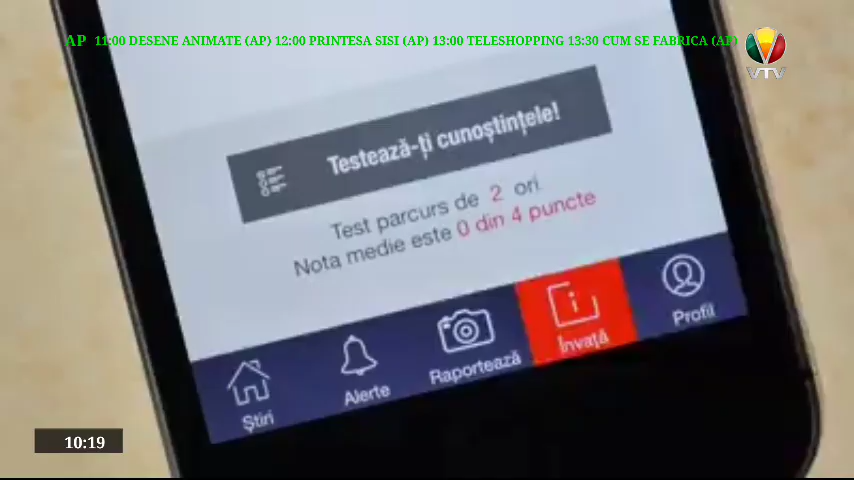 AP 11:00 DESENE ANIMATE (AP) 12:00 PRINTESA SISI (AP) 13:00 TELESHOPPING 13:30 CUM SE FABRICA (AP)
VTV
Testează-ți cunoștințele!
Test parcurs de 2 ori
Nota medie este 0 din 4 puncte
Știri
Alerte
Raportează
Învață
Profil
10:19